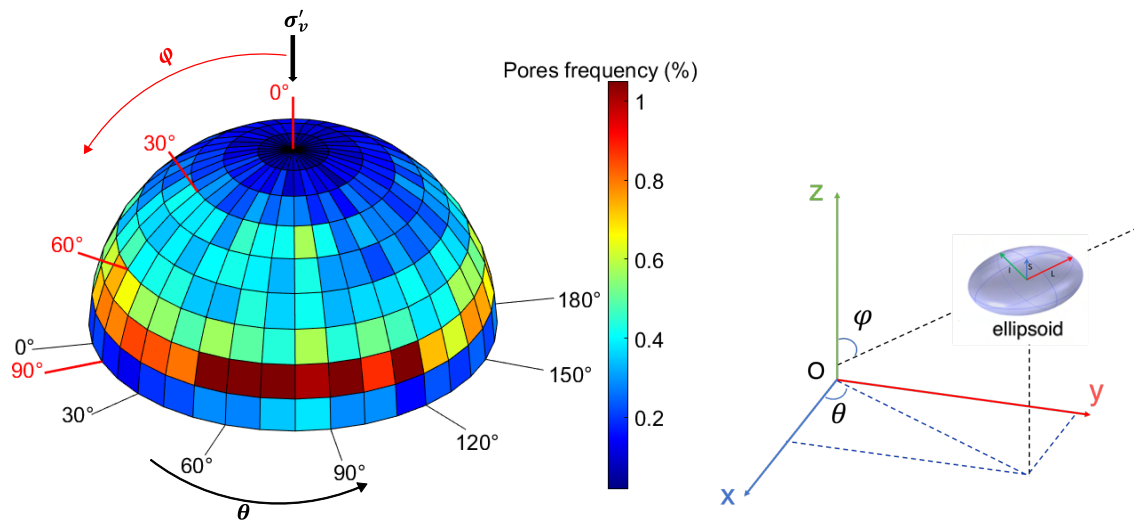 σ′ᵥ
φ
Pores frequency (%)
0°
1
30°
0.8
60°
0.6
180°
0.4
0°
90°
150°
30°
0.2
120°
60°
90°
θ
z
I
S
L
φ
ellipsoid
O
y
θ
x